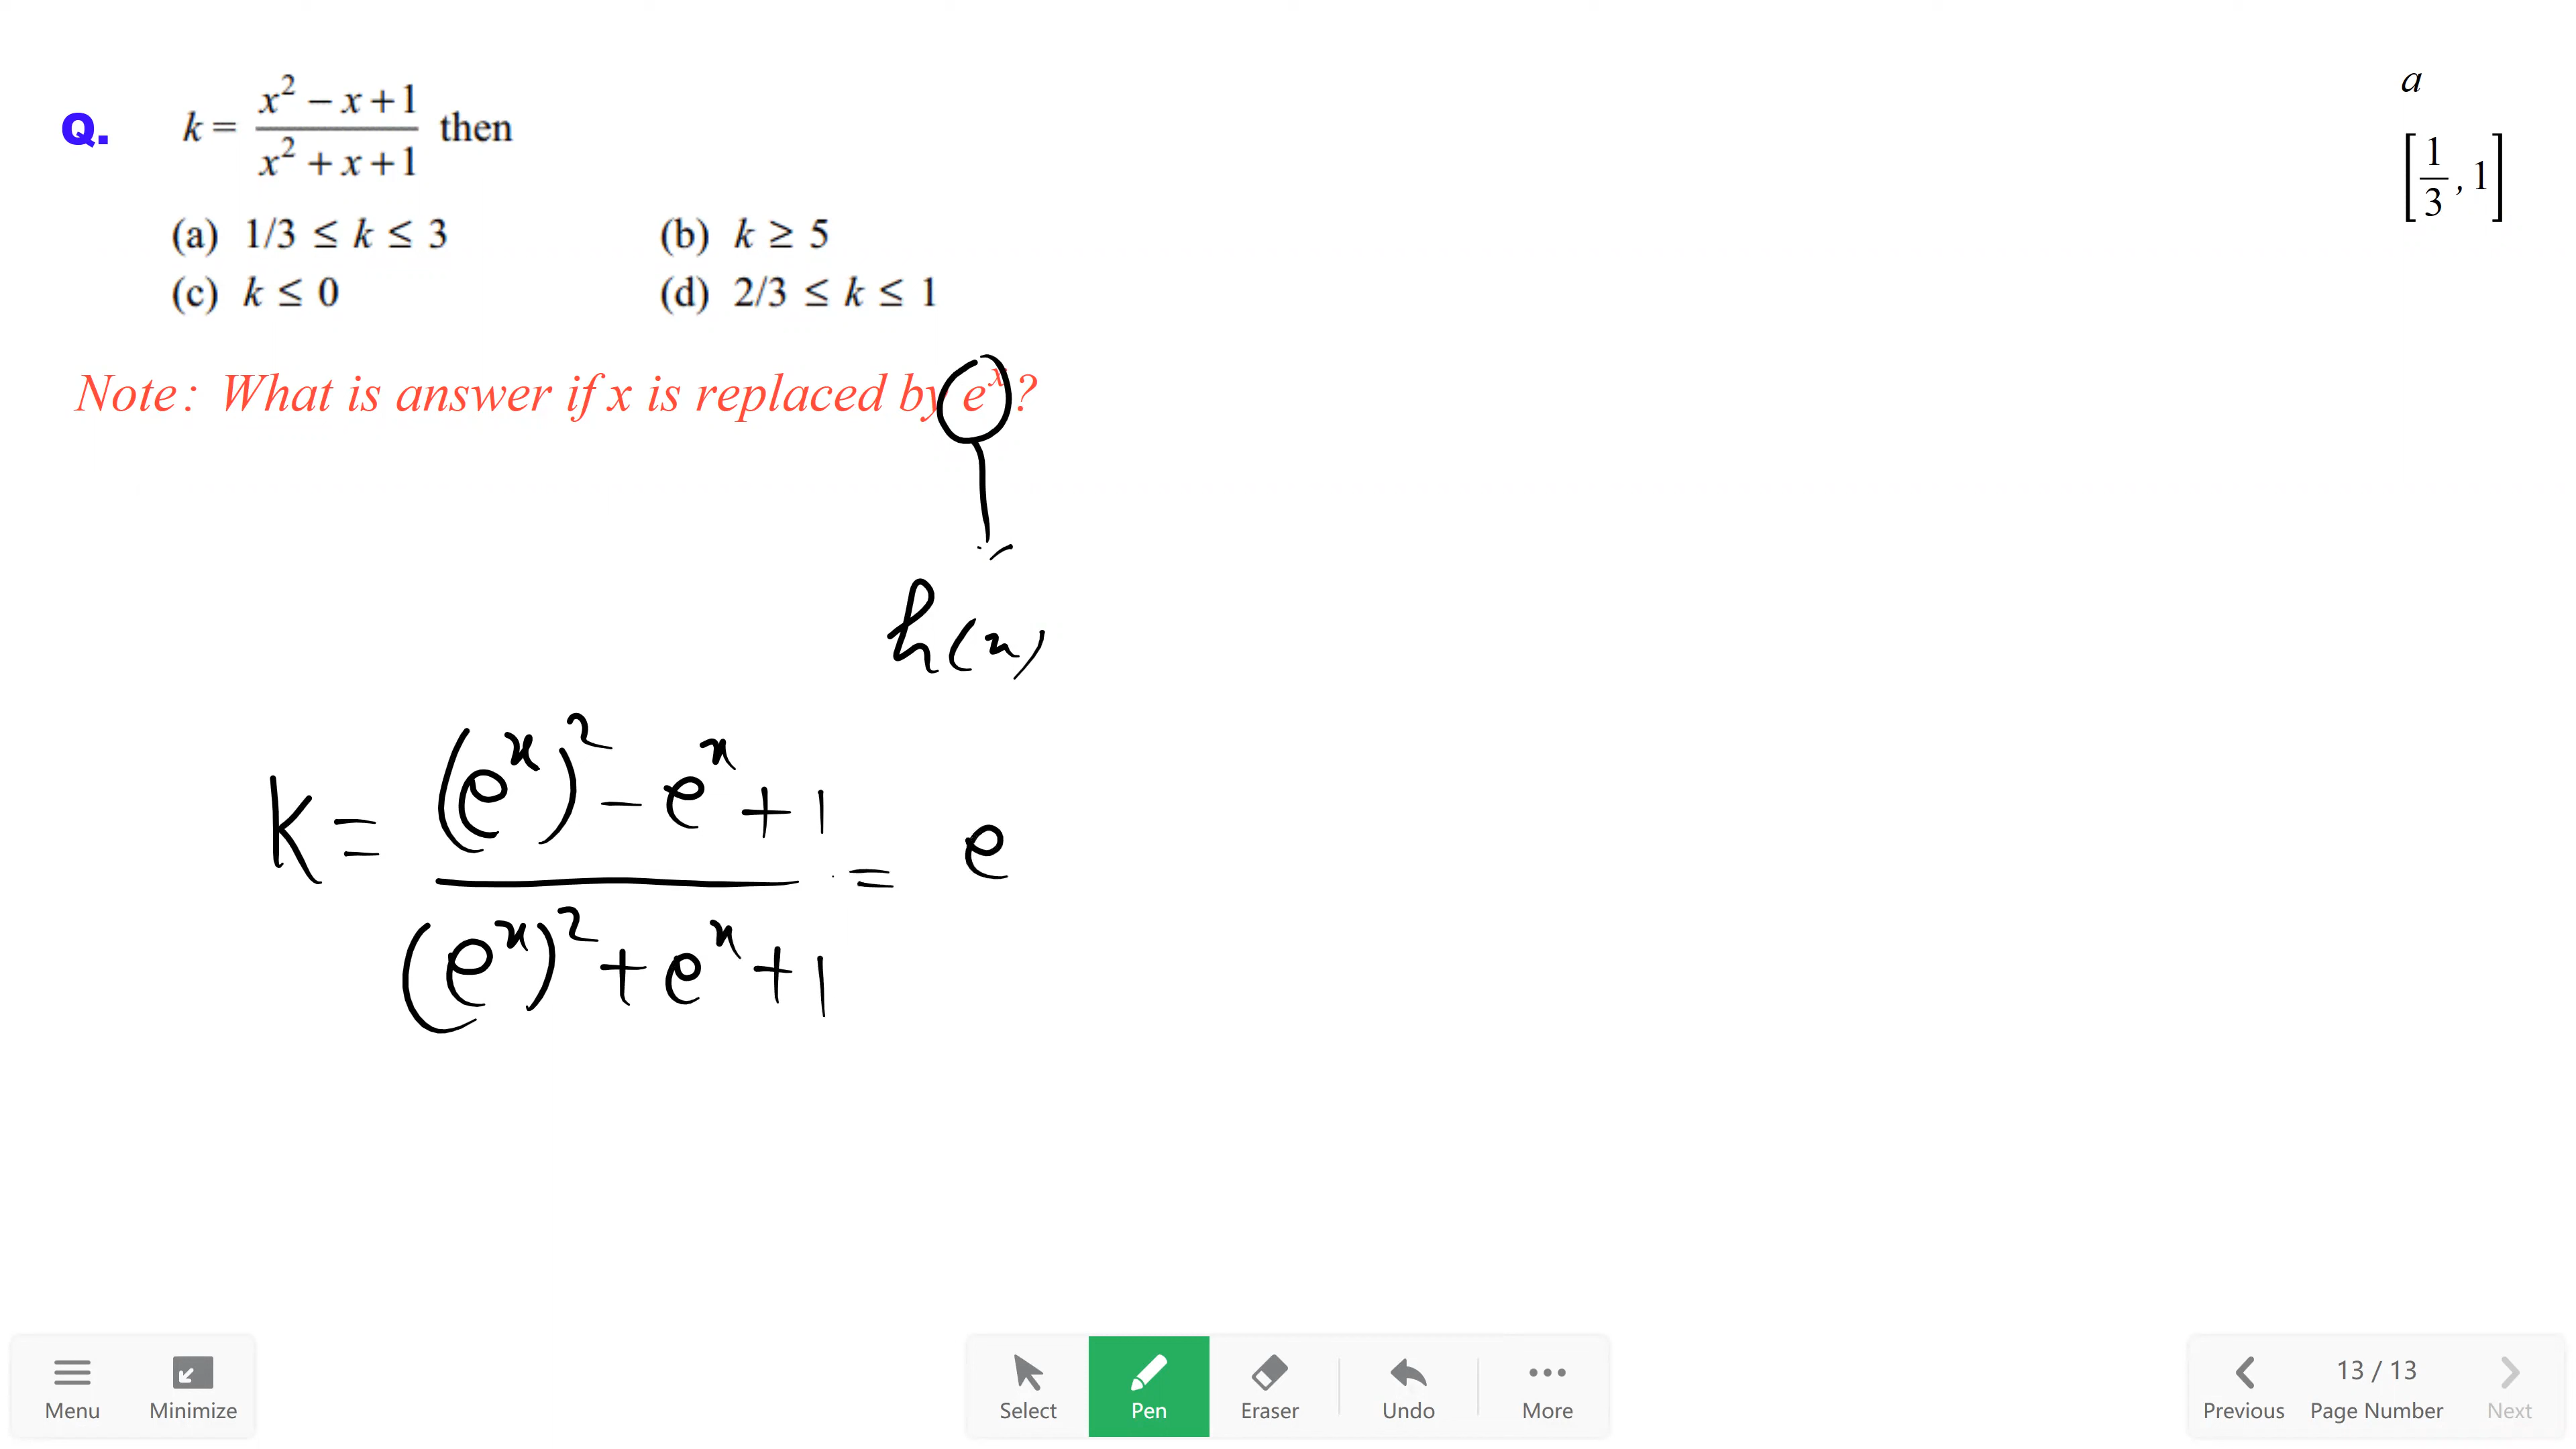 Q. k = (x² − x + 1)/(x² + x + 1) then
(a) 1/3 ≤ k ≤ 3 (b) k ≥ 5
(c) k ≤ 0 (d) 2/3 ≤ k ≤ 1
Note: What is answer if x is replaced by eˣ?
a
[1/3, 1]
h(x)
K = ((eˣ)² − eˣ + 1)/((eˣ)² + eˣ + 1) = e
Menu Minimize Select Pen Eraser Undo More Previous 13 / 13 Page Number Next